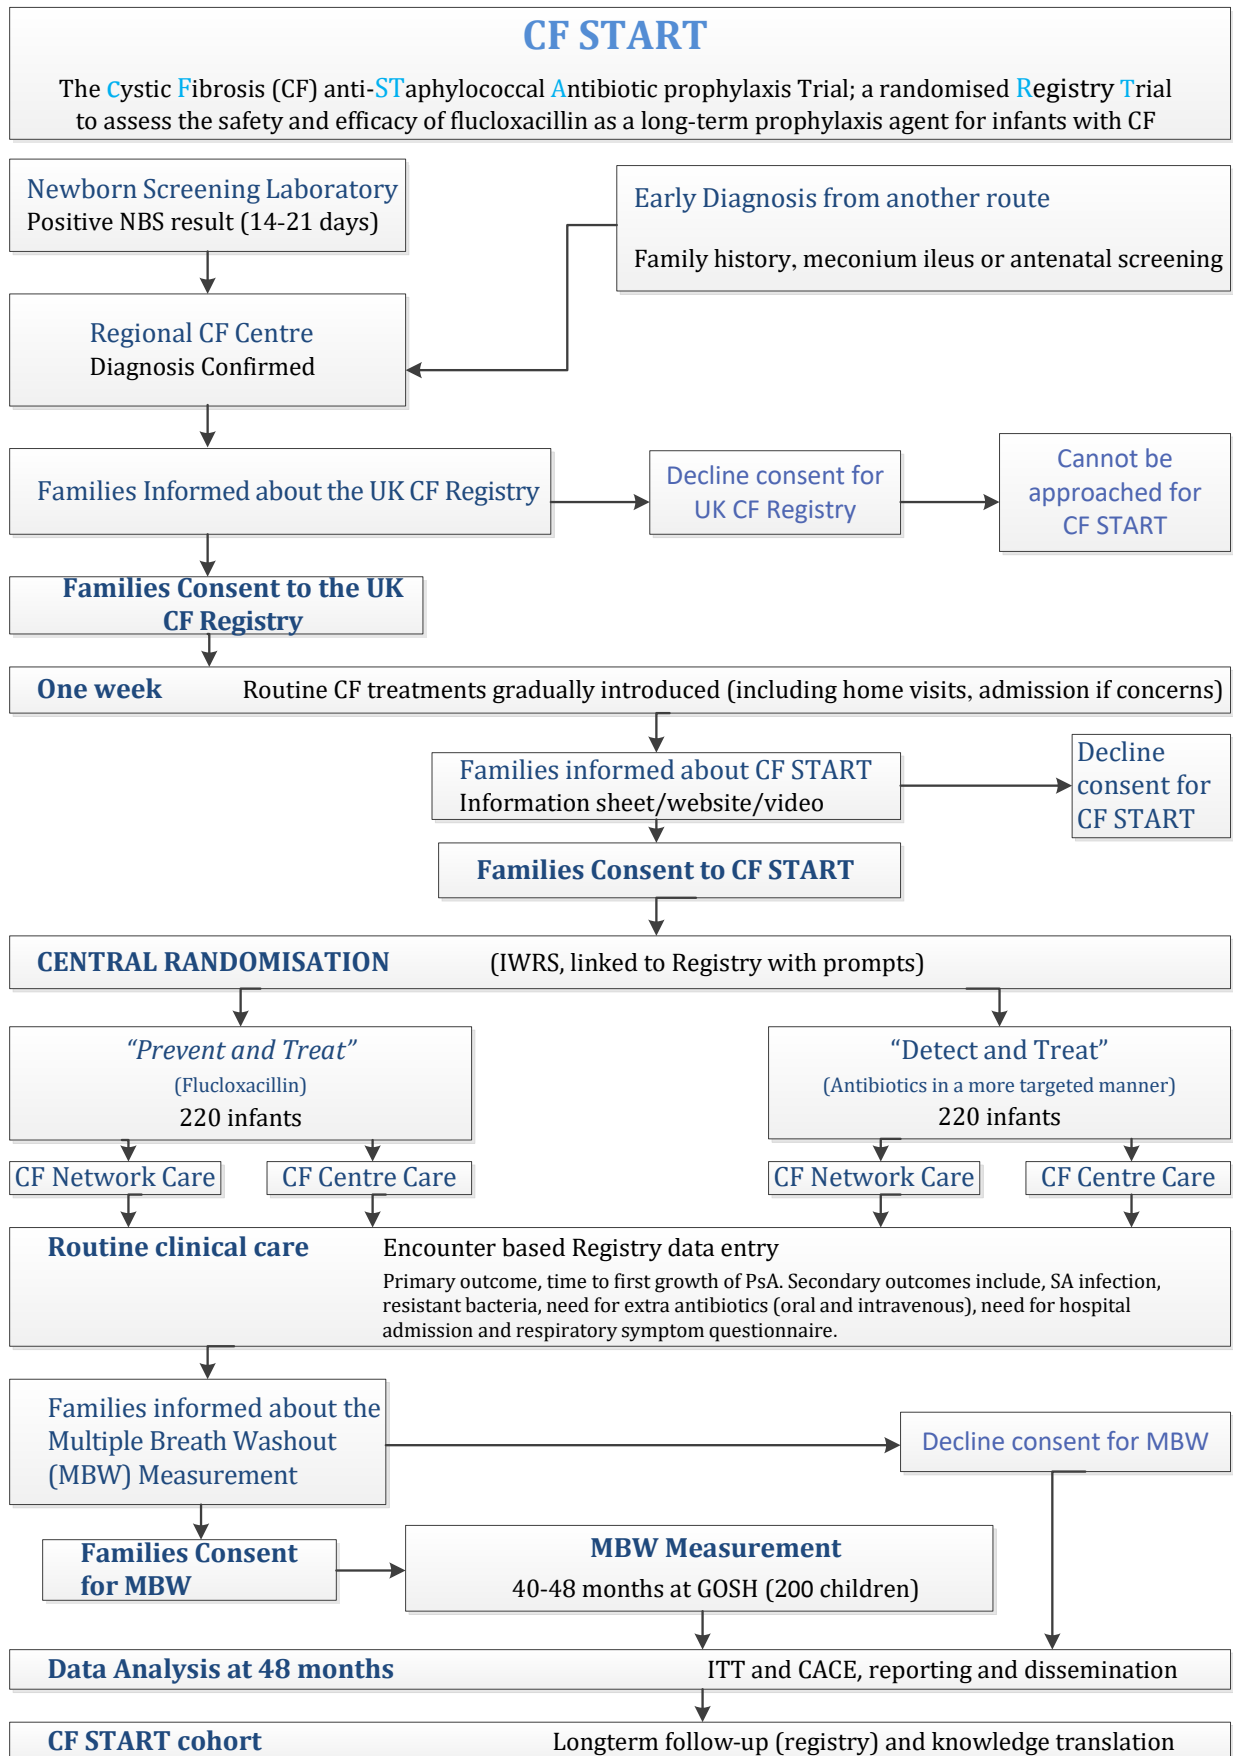 CF START
The Cystic Fibrosis (CF) anti-STaphylococcal Antibiotic prophylaxis Trial; a randomised Registry Trial
to assess the safety and efficacy of flucloxacillin as a long-term prophylaxis agent for infants with CF
Newborn Screening Laboratory
Positive NBS result (14-21 days)
Early Diagnosis from another route
Family history, meconium ileus or antenatal screening
Regional CF Centre
Diagnosis Confirmed
Families Informed about the UK CF Registry
Decline consent for
UK CF Registry
Cannot be
approached for
CF START
Families Consent to the UK
CF Registry
One week Routine CF treatments gradually introduced (including home visits, admission if concerns)
Families informed about CF START
Information sheet/website/video
Decline
consent for
CF START
Families Consent to CF START
CENTRAL RANDOMISATION (IWRS, linked to Registry with prompts)
“Prevent and Treat”
(Flucloxacillin)
220 infants
“Detect and Treat”
(Antibiotics in a more targeted manner)
220 infants
CF Network Care
CF Centre Care
CF Network Care
CF Centre Care
Routine clinical care Encounter based Registry data entry
Primary outcome, time to first growth of PsA. Secondary outcomes include, SA infection,
resistant bacteria, need for extra antibiotics (oral and intravenous), need for hospital
admission and respiratory symptom questionnaire.
Families informed about the
Multiple Breath Washout
(MBW) Measurement
Decline consent for MBW
Families Consent
for MBW
MBW Measurement
40-48 months at GOSH (200 children)
Data Analysis at 48 months ITT and CACE, reporting and dissemination
CF START cohort Longterm follow-up (registry) and knowledge translation